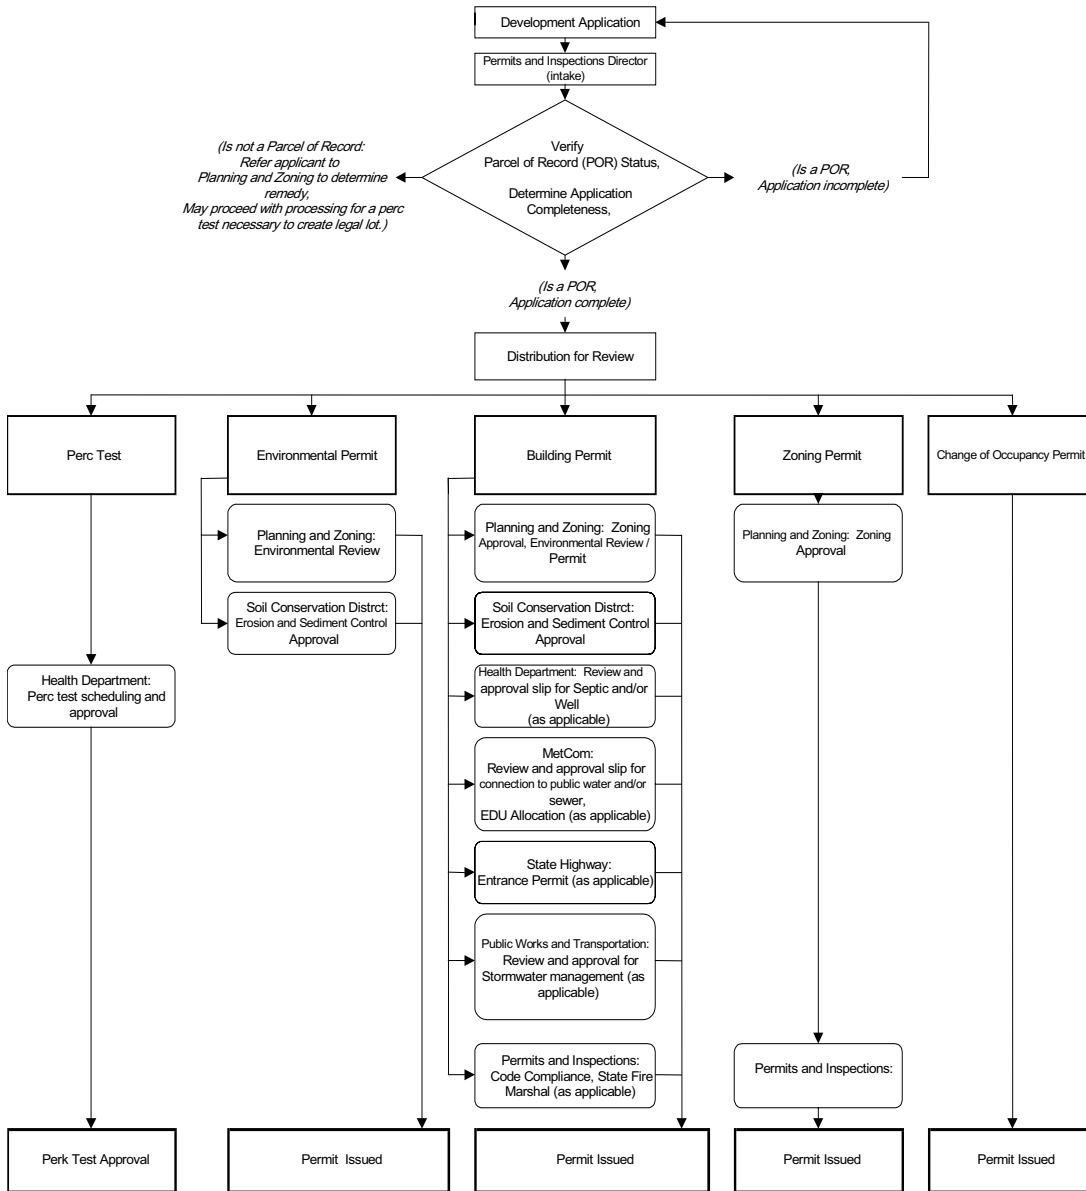 Development Application
Permits and Inspections Director
(intake)
Verify
Parcel of Record (POR) Status,
Determine Application
Completeness,
(Is not a Parcel of Record:
Refer applicant to
Planning and Zoning to determine
remedy,
May proceed with processing for a perc
test necessary to create legal lot.)
(Is a POR,
Application incomplete)
(Is a POR,
Application complete)
Distribution for Review
Perc Test
Environmental Permit
Building Permit
Zoning Permit
Change of Occupancy Permit
Health Department:
Perc test scheduling and
approval
Planning and Zoning:
Environmental Review
Soil Conservation Distrct:
Erosion and Sediment Control
Approval
Planning and Zoning: Zoning
Approval, Environmental Review /
Permit
Soil Conservation Distrct:
Erosion and Sediment Control
Approval
Health Department: Review and
approval slip for Septic and/or
Well
(as applicable)
MetCom:
Review and approval slip for
connection to public water and/or
sewer,
EDU Allocation (as applicable)
State Highway:
Entrance Permit (as applicable)
Public Works and Transportation:
Review and approval for
Stormwater management (as
applicable)
Permits and Inspections:
Code Compliance, State Fire
Marshal (as applicable)
Planning and Zoning: Zoning
Approval
Permits and Inspections:
Perk Test Approval
Permit Issued
Permit Issued
Permit Issued
Permit Issued